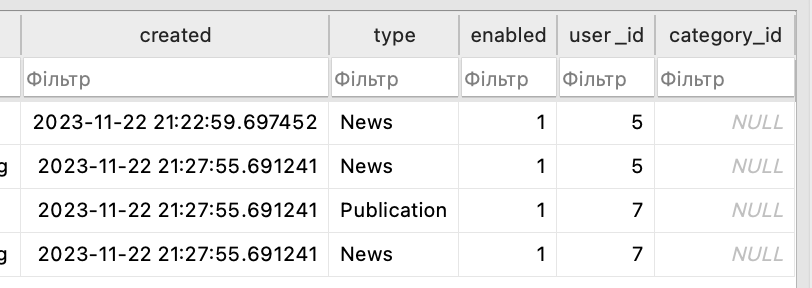 created type enabled user_id category_id
Фільтр Фільтр Фільтр Фільтр Фільтр
2023-11-22 21:22:59.697452 News 1 5 NULL
g 2023-11-22 21:27:55.691241 News 1 5 NULL
2023-11-22 21:27:55.691241 Publication 1 7 NULL
g 2023-11-22 21:27:55.691241 News 1 7 NULL